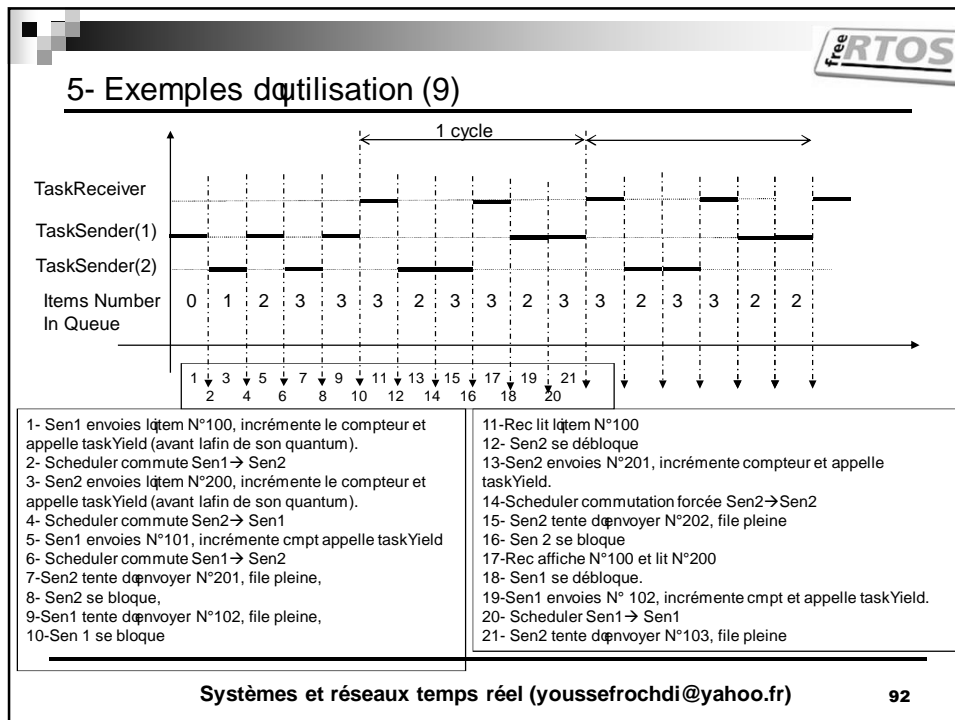 free RTOS
5- Exemples dqutilisation (9)
1 cycle
TaskReceiver
TaskSender(1)
TaskSender(2)
Items Number
In Queue
0 1 2 3 3 3 2 3 3 2 3 3 2 3 3 2 2
1 3 5 7 9 11 13 15 17 19 21
2 4 6 8 10 12 14 16 18 20
1- Sen1 envoies lqitem N°100, incrémente le compteur et
appelle taskYield (avant lafin de son quantum).
2- Scheduler commute Sen1→ Sen2
3- Sen2 envoies lqitem N°200, incrémente le compteur et
appelle taskYield (avant lafin de son quantum).
4- Scheduler commute Sen2→ Sen1
5- Sen1 envoies N°101, incrémente cmpt appelle taskYield
6- Scheduler commute Sen1→ Sen2
7-Sen2 tente dqenvoyer N°201, file pleine,
8- Sen2 se bloque,
9-Sen1 tente dqenvoyer N°102, file pleine,
10-Sen 1 se bloque
11-Rec lit lqitem N°100
12- Sen2 se débloque
13-Sen2 envoies N°201, incrémente compteur et appelle
taskYield.
14-Scheduler commutation forcée Sen2→Sen2
15- Sen2 tente dqenvoyer N°202, file pleine
16- Sen 2 se bloque
17-Rec affiche N°100 et lit N°200
18- Sen1 se débloque.
19-Sen1 envoies N° 102, incrémente cmpt et appelle taskYield.
20- Scheduler Sen1→ Sen1
21- Sen2 tente dqenvoyer N°103, file pleine
Systèmes et réseaux temps réel (youssefrochdi@yahoo.fr)
92